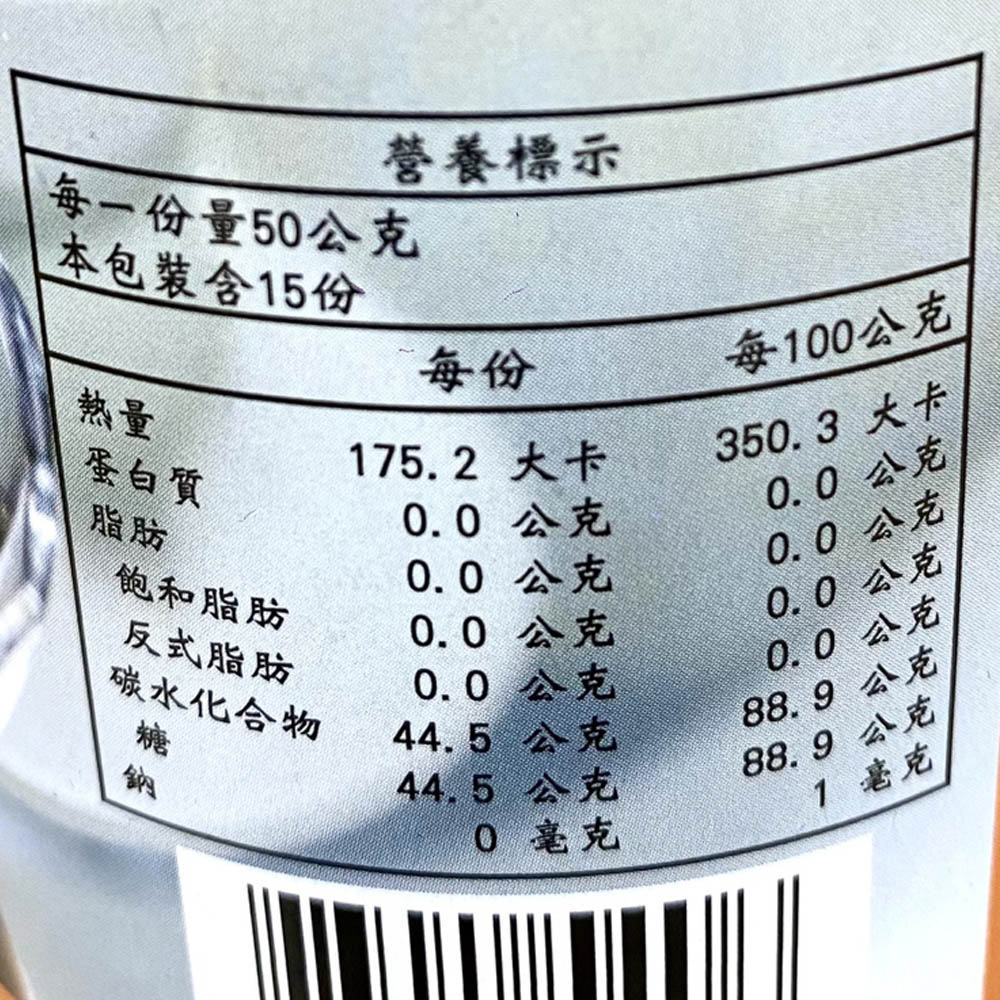 營養標示
每一份量50公克
本包裝含15份
每份 每100公克
熱量 175.2 大卡 350.3 大卡
蛋白質 0.0 公克 0.0 公克
脂肪 0.0 公克 0.0 公克
飽和脂肪 0.0 公克 0.0 公克
反式脂肪 0.0 公克 0.0 公克
碳水化合物 44.5 公克 88.9 公克
糖 44.5 公克 88.9 公克
鈉 0 毫克 1 毫克